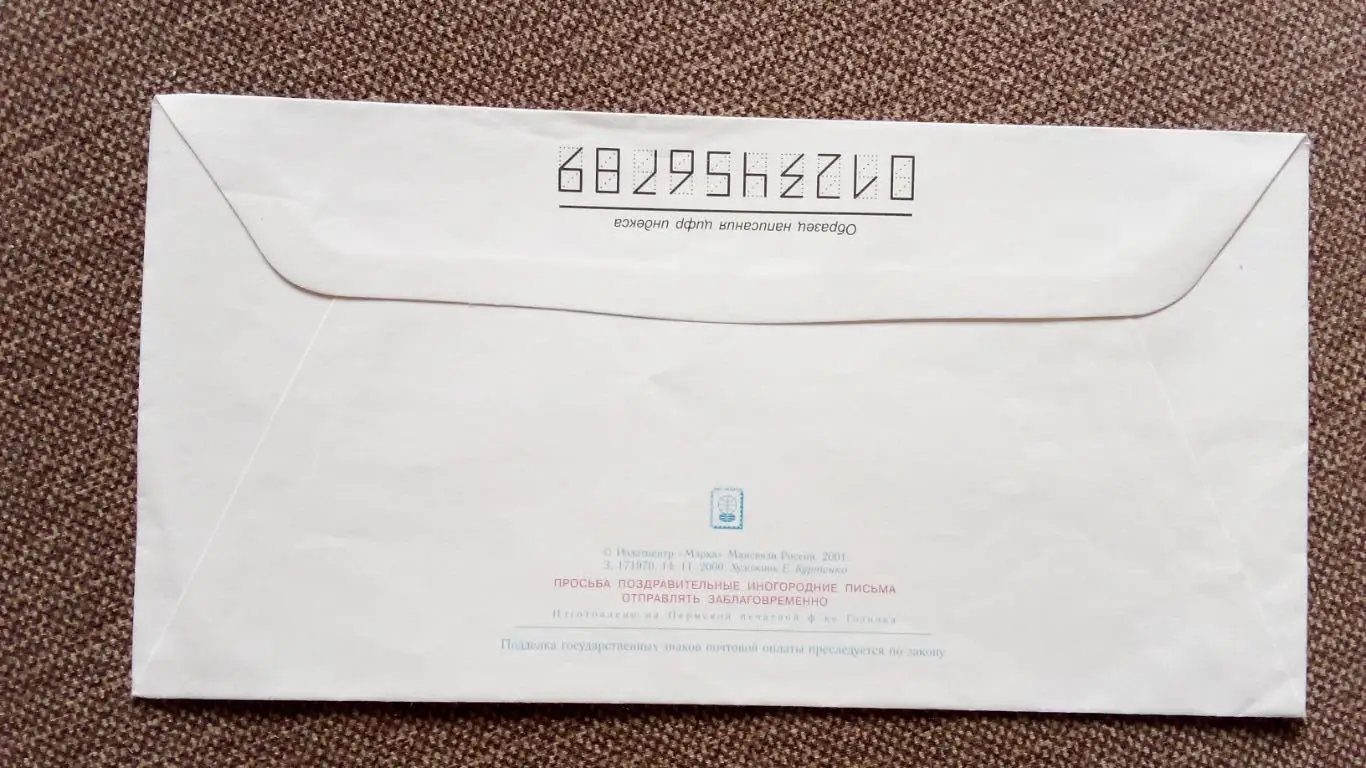 0123456789
Образец написания цифр индекса
© Издатцентр «Марка» Минсвязи России. 2001.
З. 171970. 14. 11. 2000. Художник Е. Куртенко
ПРОСЬБА ПОЗДРАВИТЕЛЬНЫЕ ИНОГОРОДНИЕ ПИСЬМА
ОТПРАВЛЯТЬ ЗАБЛАГОВРЕМЕННО
Изготовлено на Пермской печатной ф-ке Гознака
Подделка государственных знаков почтовой оплаты преследуется по закону